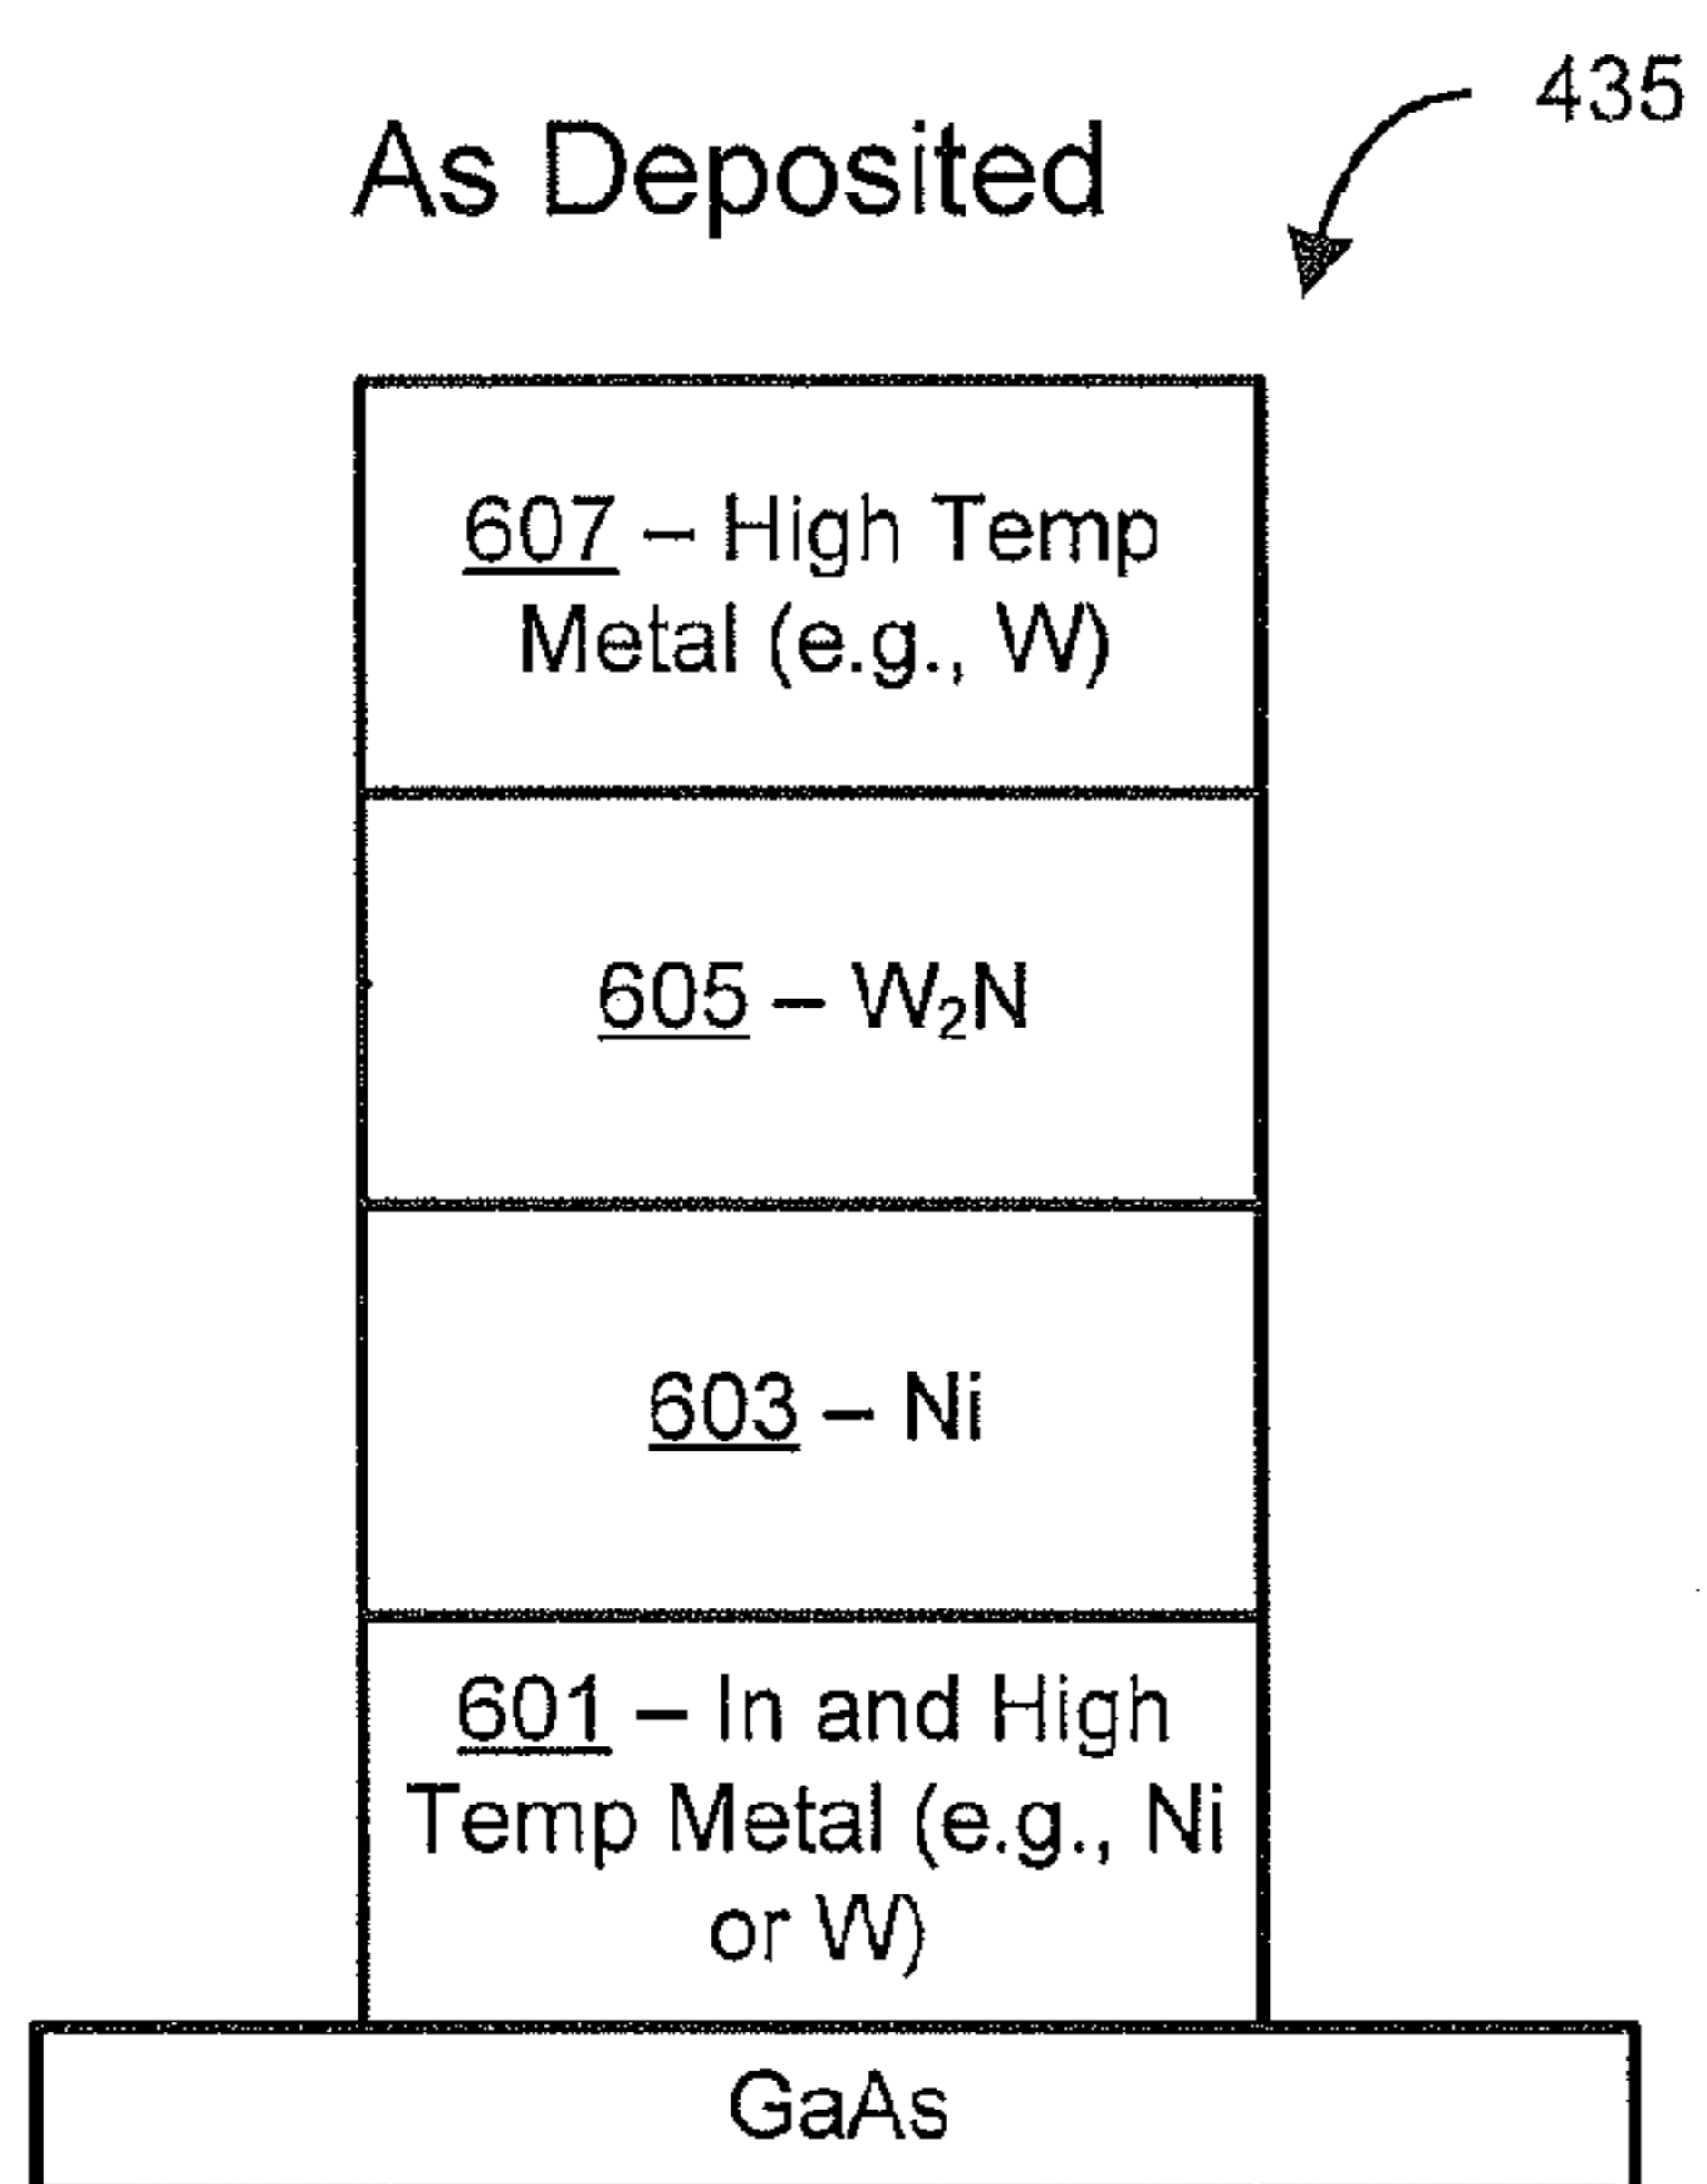 435
As Deposited
607 – High Temp
Metal (e.g., W)
605 – W₂N
603 – Ni
601 – In and High
Temp Metal (e.g., Ni
or W)
GaAs